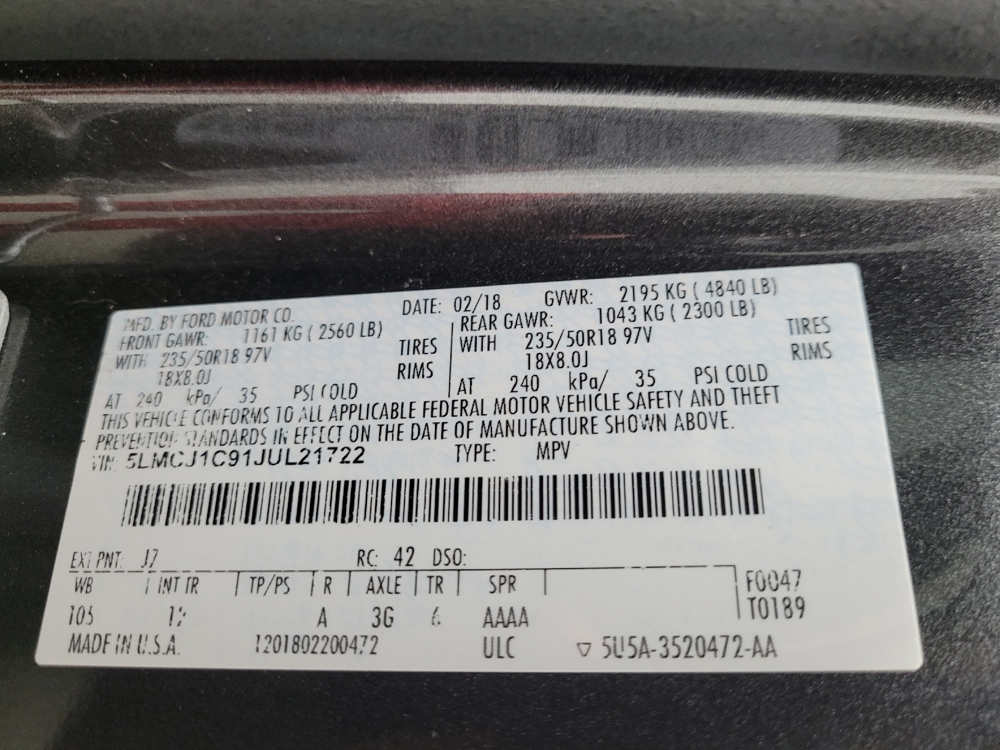 MFD. BY FORD MOTOR CO. DATE: 02/18 GVWR: 2195 KG ( 4840 LB)
FRONT GAWR: 1161 KG ( 2560 LB) REAR GAWR: 1043 KG ( 2300 LB)
WITH 235/50R18 97V TIRES WITH 235/50R18 97V TIRES
18X8.0J RIMS 18X8.0J RIMS
AT 240 kPa/ 35 PSI COLD AT 240 kPa/ 35 PSI COLD
THIS VEHICLE CONFORMS TO ALL APPLICABLE FEDERAL MOTOR VEHICLE SAFETY AND THEFT
PREVENTION STANDARDS IN EFFECT ON THE DATE OF MANUFACTURE SHOWN ABOVE.
VIN: 5LMCJ1C91JUL21722 TYPE: MPV
EXT PNT: J7 RC: 42 DSO:
WB INT TR TP/PS R AXLE TR SPR F0047
105 A 3G 6 AAAA T0189
MADE IN U.S.A. 1201802200472 ULC 5U5A-3520472-AA